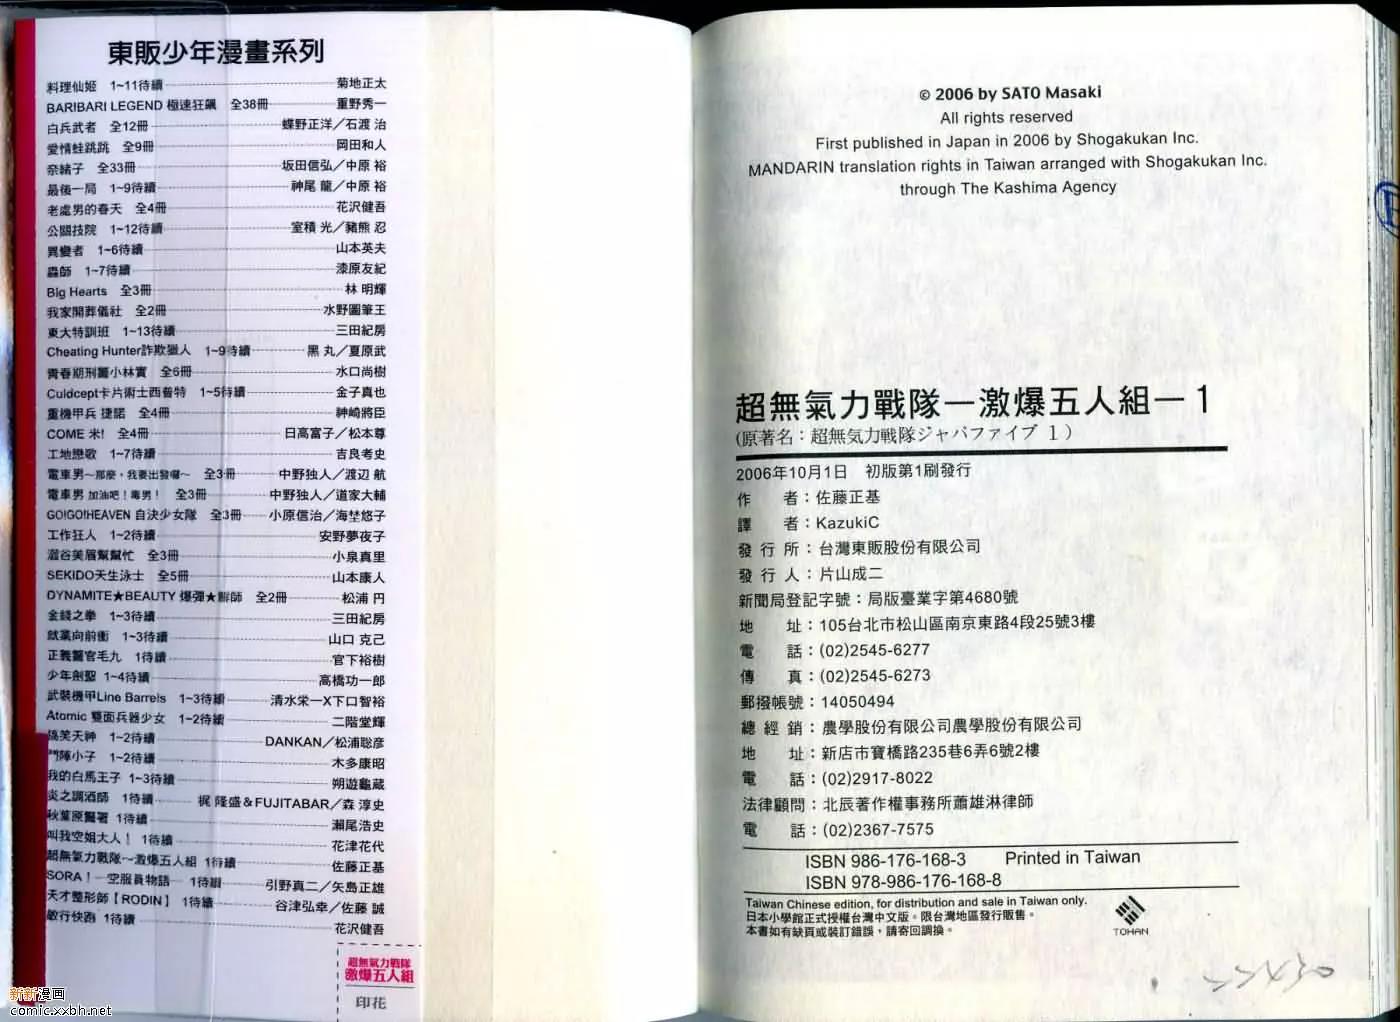 東販少年漫畫系列
料理仙姬 1~11待續 菊地正太
BARIBARI LEGEND 極速狂飆 全38冊 重野秀一
白兵武者 全12冊 蝶野正洋／石渡 治
愛情蛙跳跳 全9冊 岡田和人
奈緒子 全33冊 坂田信弘／中原 裕
最後一局 1~9待續 神尾 龍／中原 裕
老處男的春天 全4冊 花沢健吾
公關技院 1~12待續 室積 光／豬熊 忍
異變者 1~6待續 山本英夫
蟲師 1~7待續 漆原友紀
Big Hearts 全3冊 林 明輝
我家開葬儀社 全2冊 水野圖筆王
東大特訓班 1~13待續 三田紀房
Cheating Hunter詐欺獵人 1~9待續 黑 丸／夏原武
青春期刑警小林實 全6冊 水口尚樹
Culdcept卡片術士西普特 1~5待續 金子真也
重機甲兵 捷諾 全4冊 神崎將臣
COME 米! 全4冊 日高富子／松本尊
工地戀歌 1~7待續 吉良考史
電車男~那麼，我要出發囉~ 全3冊 中野独人／渡辺 航
電車男 加油吧！毒男！ 全3冊 中野独人／道家大輔
GO!GO!HEAVEN 自決少女隊 全3冊 小原信治／海埜悠子
工作狂人 1~2待續 安野夢夜子
澀谷美眉幫幫忙 全3冊 小泉真里
SEKIDO天生泳士 全5冊 山本康人
DYNAMITE★BEAUTY 爆彈★醫師 全2冊 松浦 円
金錢之拳 1~3待續 三田紀房
就業向前衝 1~3待續 山口 克己
正義警官毛九 1待續 官下裕樹
少年劍聖 1~4待續 高橋功一郎
武裝機甲Line Barrels 1~3待續 清水栄一X下口智裕
Atomic 雙面兵器少女 1~2待續 二階堂輝
搞笑天神 1~2待續 DANKAN／松浦聡彦
鬥陣小子 1~2待續 木多康昭
我的白馬王子 1~3待續 朔遊龜蔵
炎之調酒師 1待續 梶 隆盛＆FUJITABAR／森 淳史
秋葉原醫署 1待續 瀨尾浩史
叫我空姐大人！ 1待續 花津花代
超無氣力戰隊~激爆五人組 1待續 佐藤正基
SORA！—空服員物語— 1待續 引野真二／矢島正雄
天才整形師【RODIN】 1待續 谷津弘幸／佐藤 誠
敢行快跑 1待續 花沢健吾
超無氣力戰隊
激爆五人組
印花
新新漫画
comic.xxbh.net
© 2006 by SATO Masaki
All rights reserved
First published in Japan in 2006 by Shogakukan Inc.
MANDARIN translation rights in Taiwan arranged with Shogakukan Inc.
through The Kashima Agency
超無氣力戰隊—激爆五人組—1
(原著名：超無気力戦隊ジャパファイブ 1)
2006年10月1日 初版第1刷發行
作 者：佐藤正基
譯 者：KazukiC
發 行 所：台灣東販股份有限公司
發 行 人：片山成二
新聞局登記字號：局版臺業字第4680號
地 址：105台北市松山區南京東路4段25號3樓
電 話：(02)2545-6277
傳 真：(02)2545-6273
郵撥帳號：14050494
總 經 銷：農學股份有限公司農學股份有限公司
地 址：新店市寶橋路235巷6弄6號2樓
電 話：(02)2917-8022
法律顧問：北辰著作權事務所蕭雄淋律師
電 話：(02)2367-7575
ISBN 986-176-168-3 Printed in Taiwan
ISBN 978-986-176-168-8
Taiwan Chinese edition, for distribution and sale in Taiwan only.
日本小學館正式授權台灣中文版。限台灣地區發行販售。
本書如有缺頁或裝訂錯誤，請寄回調換。
TOHAN